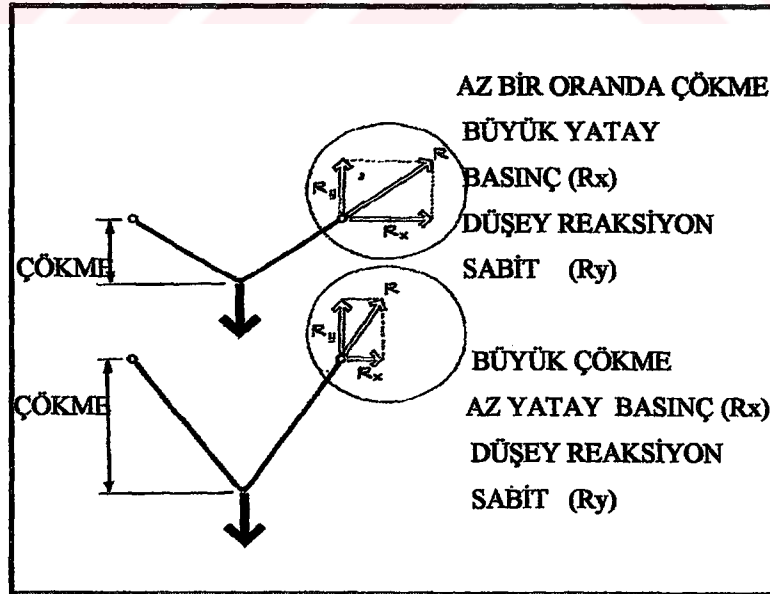 AZ BİR ORANDA ÇÖKME
BÜYÜK YATAY
BASINÇ (Rx)
DÜŞEY REAKSİYON
SABİT (Ry)
R
Ry
Rx
ÇÖKME
R
Ry
Rx
ÇÖKME
BÜYÜK ÇÖKME
AZ YATAY BASINÇ (Rx)
DÜŞEY REAKSİYON
SABİT (Ry)